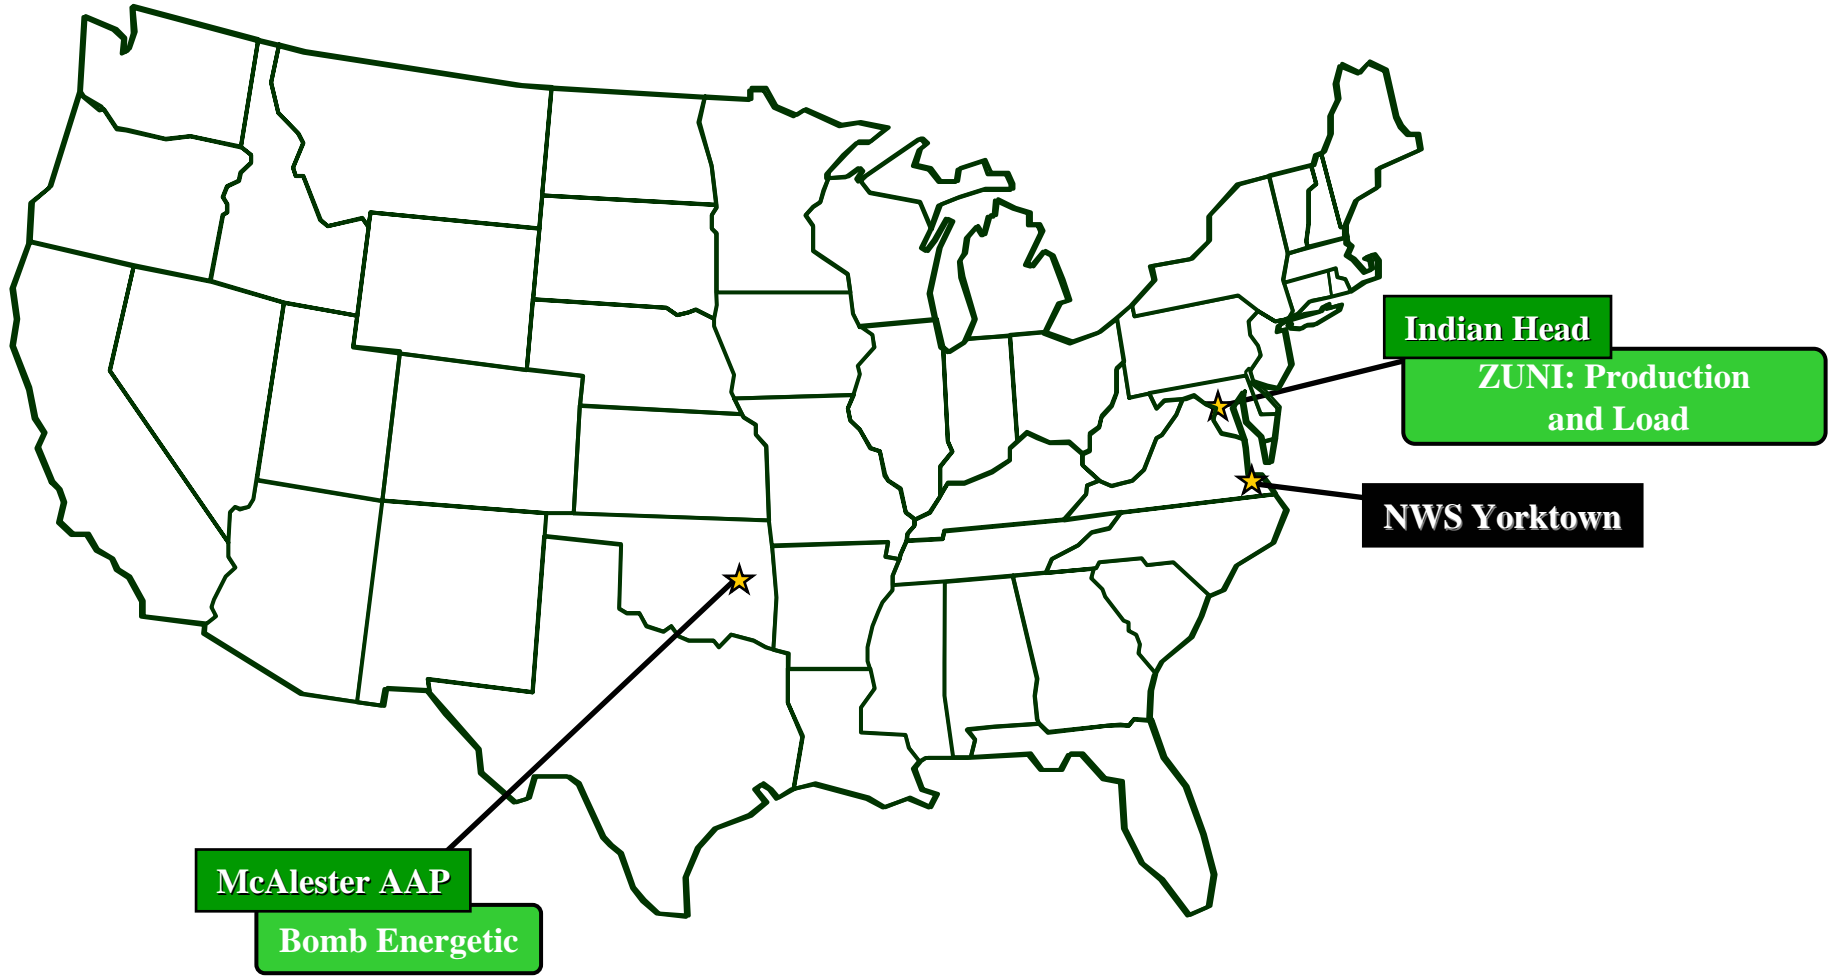 Indian Head
ZUNI: Production
and Load
NWS Yorktown
McAlester AAP
Bomb Energetic